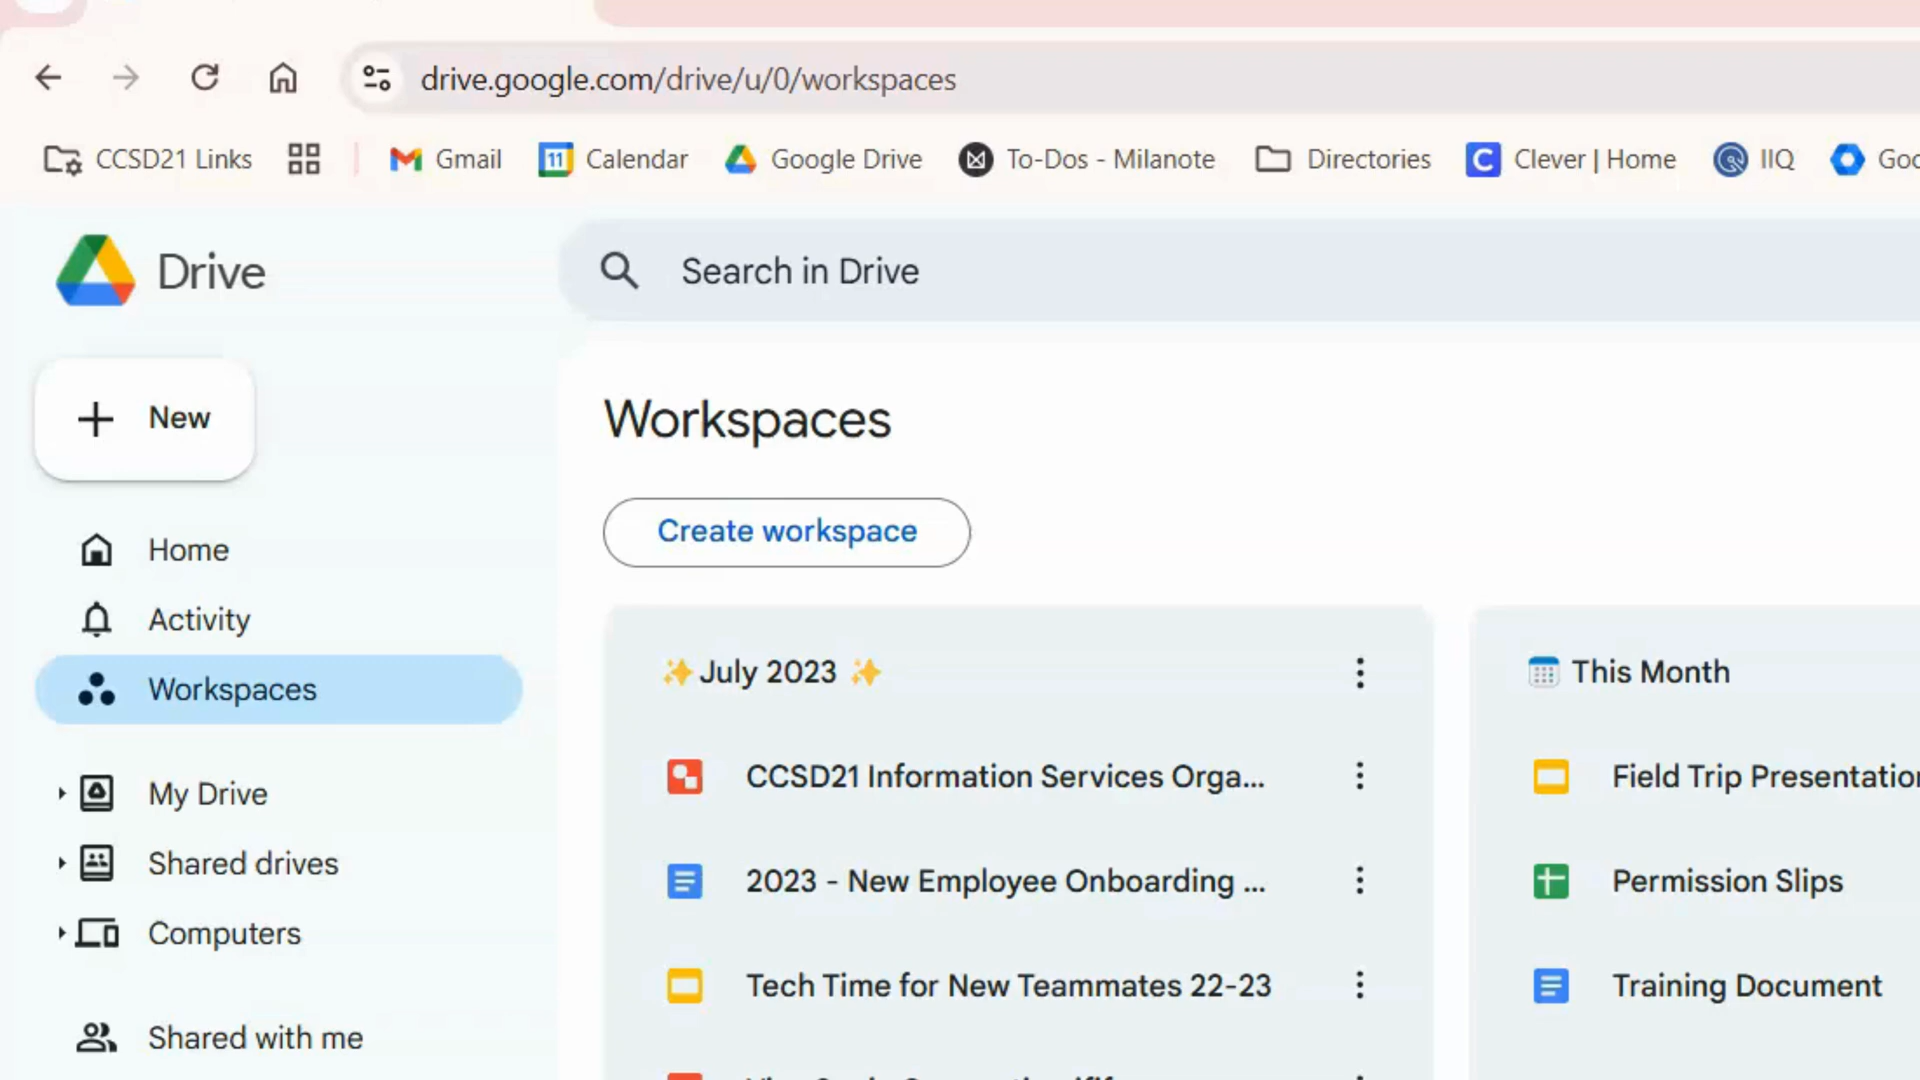 drive.google.com/drive/u/0/workspaces
CCSD21 Links Gmail 11 Calendar Google Drive To-Dos - Milanote Directories C Clever | Home IIQ Goo
Drive
Search in Drive
New
Workspaces
Create workspace
Home
Activity
Workspaces
My Drive
Shared drives
Computers
Shared with me
✨July 2023 ✨
CCSD21 Information Services Orga...
2023 - New Employee Onboarding ...
Tech Time for New Teammates 22-23
This Month
Field Trip Presentation
Permission Slips
Training Document